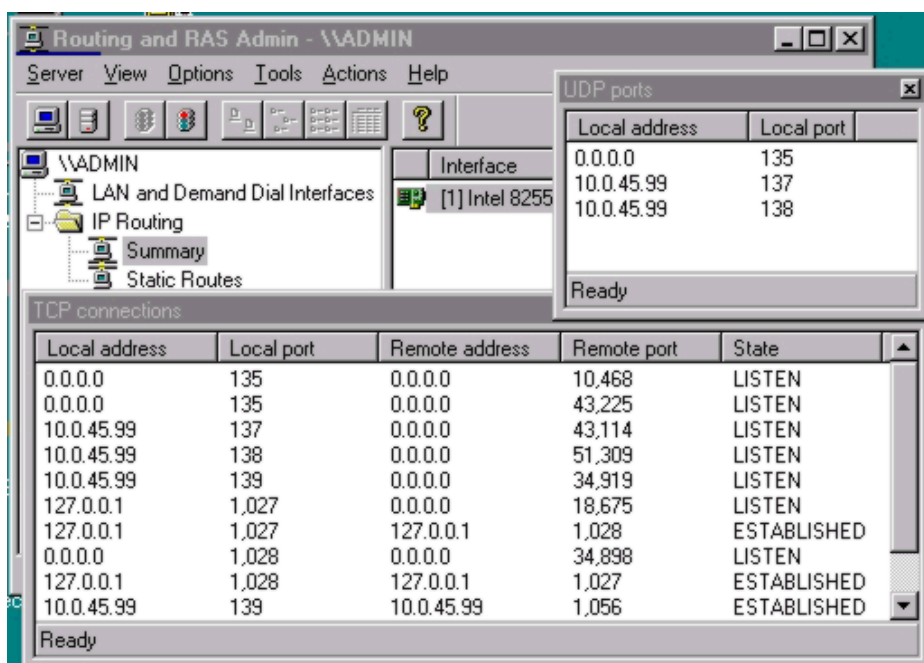 Routing and RAS Admin - \\ADMIN
Server View Options Tools Actions Help
\\ADMIN
LAN and Demand Dial Interfaces
IP Routing
Summary
Static Routes
Interface
[1] Intel 8255
UDP ports
Local address Local port
0.0.0.0 135
10.0.45.99 137
10.0.45.99 138
Ready
TCP connections
Local address Local port Remote address Remote port State
0.0.0.0 135 0.0.0.0 10,468 LISTEN
0.0.0.0 135 0.0.0.0 43,225 LISTEN
10.0.45.99 137 0.0.0.0 43,114 LISTEN
10.0.45.99 138 0.0.0.0 51,309 LISTEN
10.0.45.99 139 0.0.0.0 34,919 LISTEN
127.0.0.1 1,027 0.0.0.0 18,675 LISTEN
127.0.0.1 1,027 127.0.0.1 1,028 ESTABLISHED
0.0.0.0 1,028 0.0.0.0 34,898 LISTEN
127.0.0.1 1,028 127.0.0.1 1,027 ESTABLISHED
10.0.45.99 139 10.0.45.99 1,056 ESTABLISHED
Ready